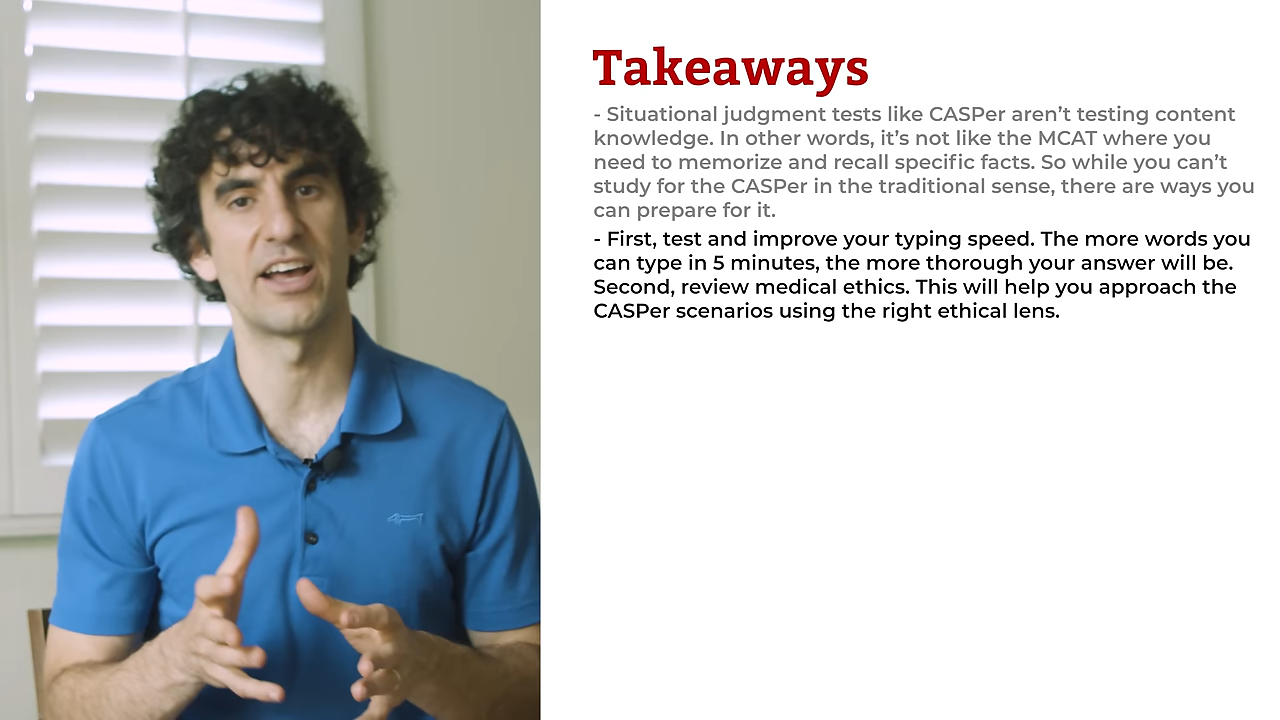 Takeaways
- Situational judgment tests like CASPer aren’t testing content
knowledge. In other words, it’s not like the MCAT where you
need to memorize and recall specific facts. So while you can’t
study for the CASPer in the traditional sense, there are ways you
can prepare for it.
- First, test and improve your typing speed. The more words you
can type in 5 minutes, the more thorough your answer will be.
Second, review medical ethics. This will help you approach the
CASPer scenarios using the right ethical lens.